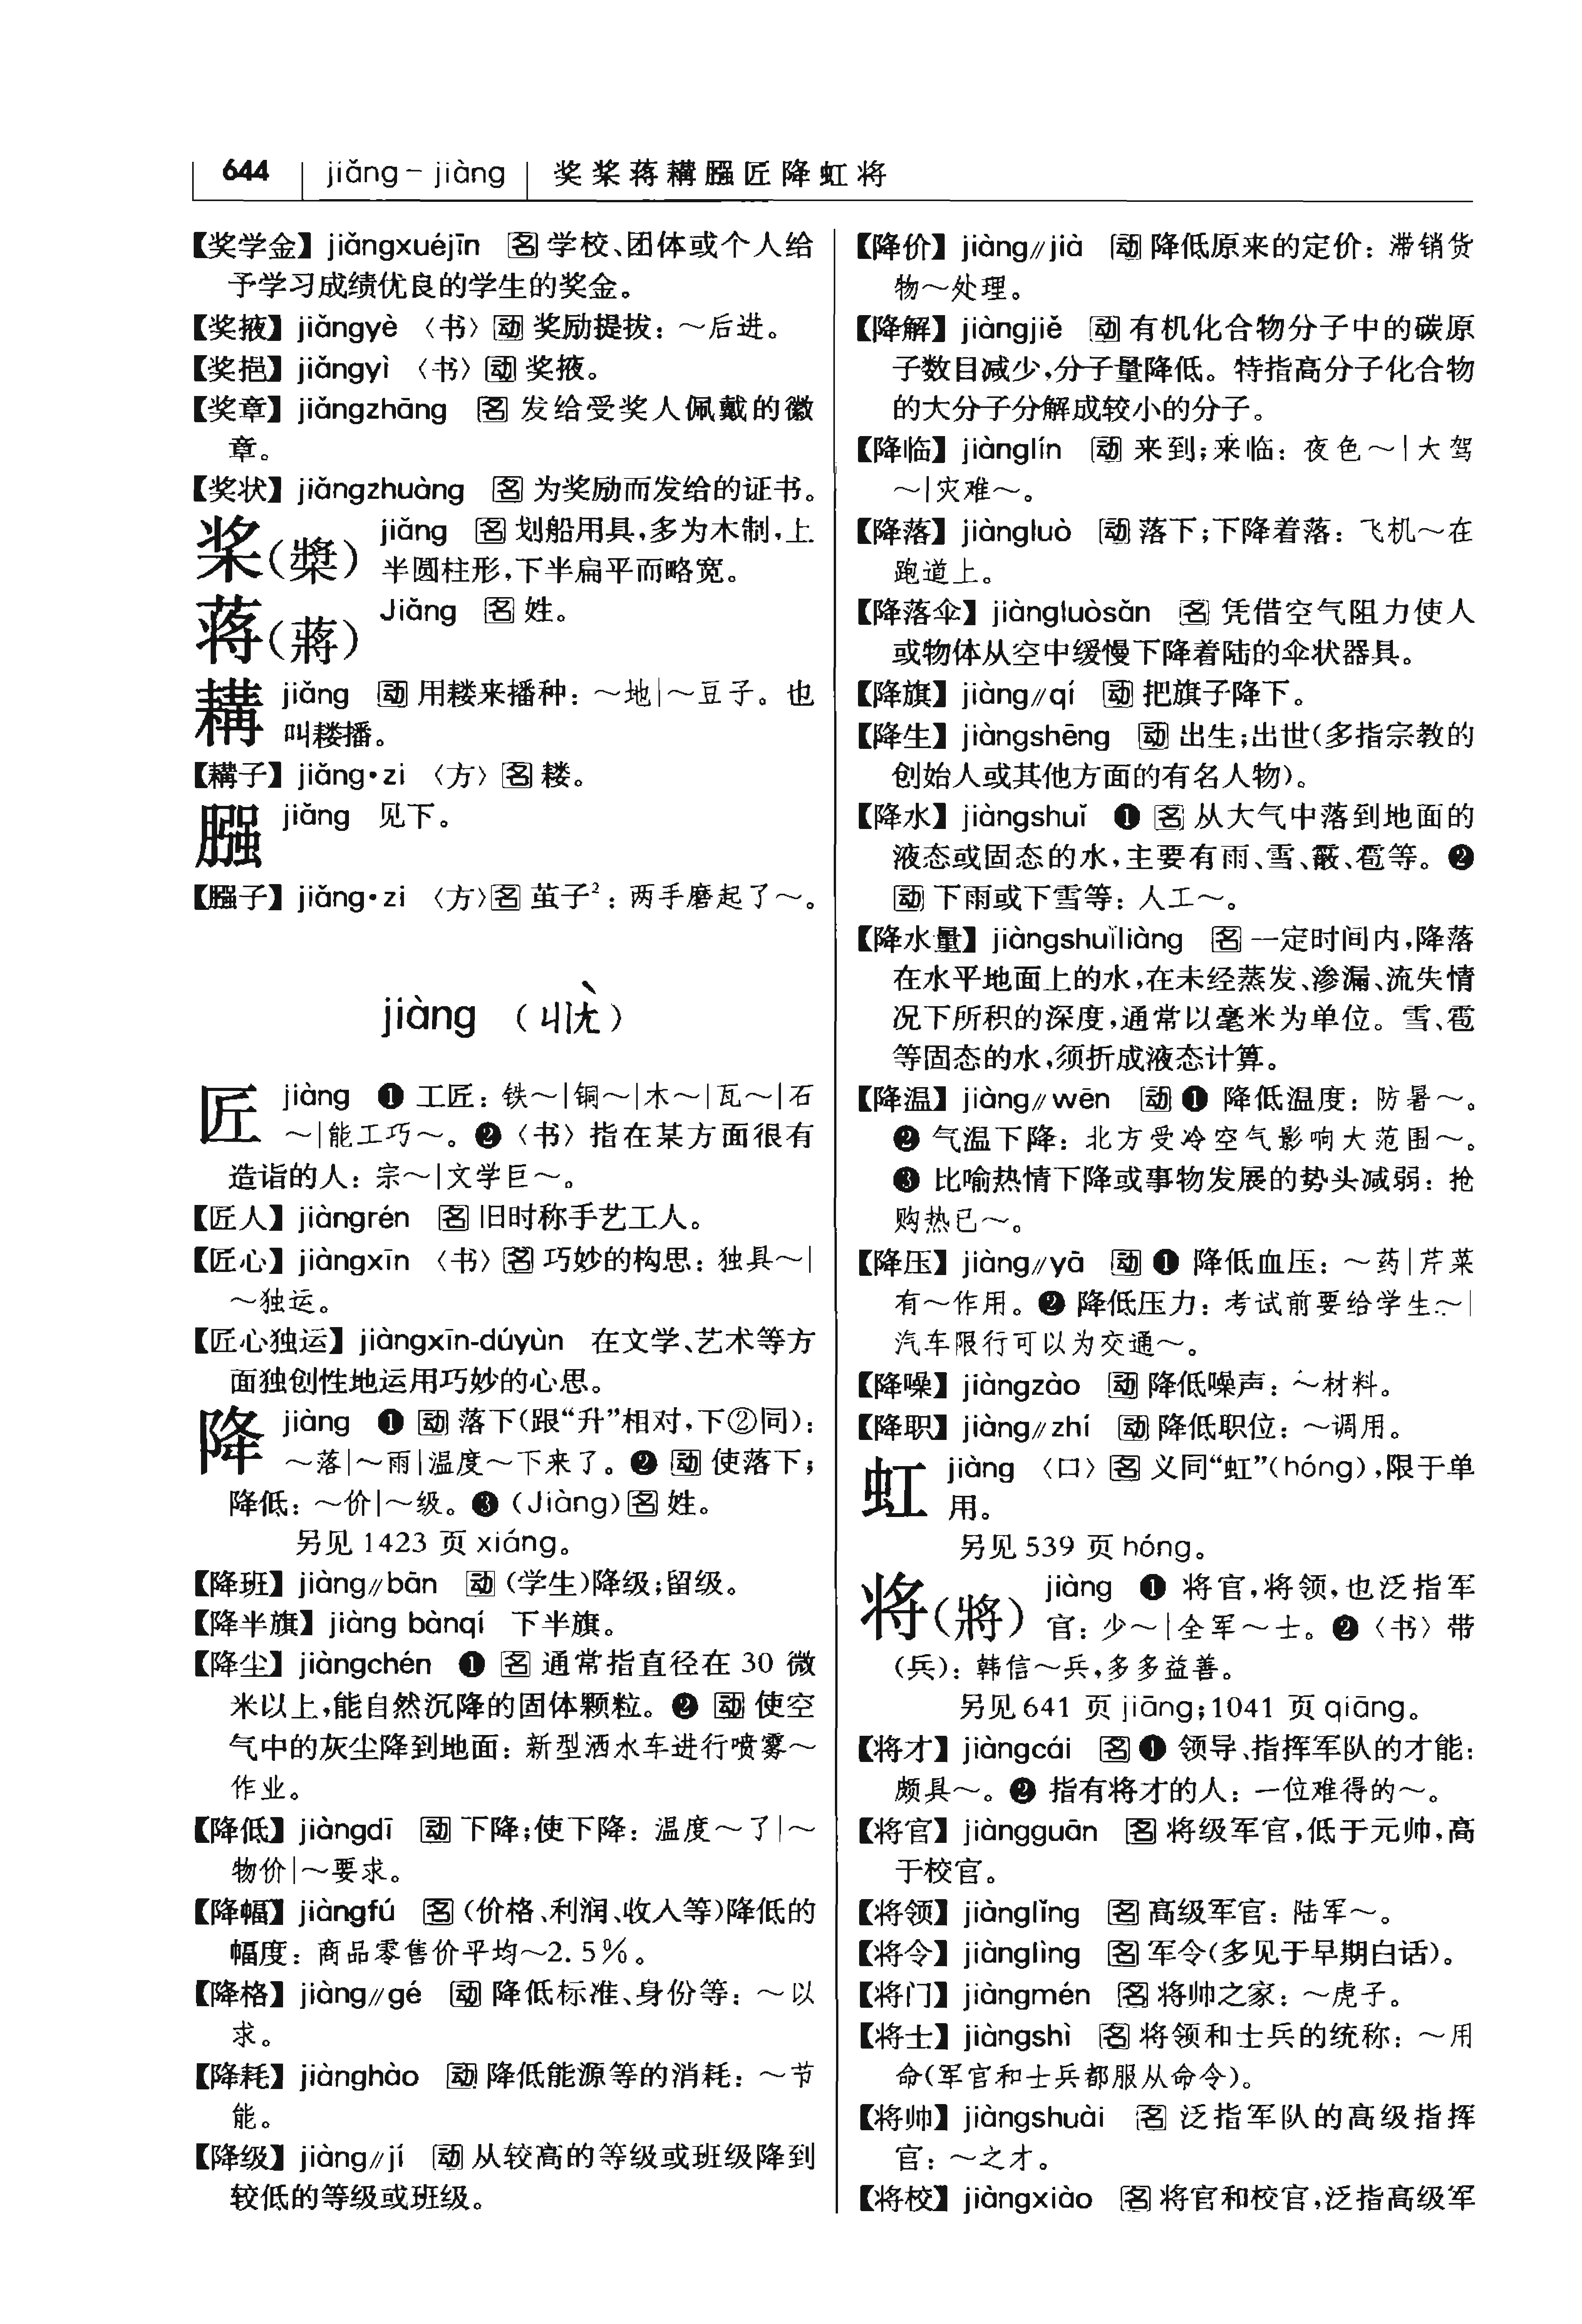 644 jiǎng－jiàng 奖桨蒋耩膙匠降虹将
【奖学金】jiǎngxuéjīn 名 学校、团体或个人给
予学习成绩优良的学生的奖金。
【奖掖】jiǎngyè 〈书〉动 奖励提拔：～后进。
【奖挹】jiǎngyì 〈书〉动 奖掖。
【奖章】jiǎngzhāng 名 发给受奖人佩戴的徽
章。
【奖状】jiǎngzhuàng 名 为奖励而发给的证书。
桨(槳) jiǎng 名 划船用具，多为木制，上
半圆柱形，下半扁平而略宽。
蒋(蔣) Jiǎng 名 姓。
耩 jiǎng 动 用耧来播种：～地|～豆子。也
叫耧播。
【耩子】jiǎng·zi 〈方〉名 耧。
膙 jiǎng 见下。
【膙子】jiǎng·zi 〈方〉名 茧子²：两手磨起了～。
jiàng （ㄐㄧㄤˋ）
匠 jiàng ❶ 工匠：铁～|铜～|木～|瓦～|石
～|能工巧～。❷〈书〉指在某方面很有
造诣的人：宗～|文学巨～。
【匠人】jiàngrén 名 旧时称手艺工人。
【匠心】jiàngxīn 〈书〉名 巧妙的构思：独具～|
～独运。
【匠心独运】jiàngxīn-dúyùn 在文学、艺术等方
面独创性地运用巧妙的心思。
降 jiàng ❶ 动 落下（跟“升”相对，下②同）：
～落|～雨|温度～下来了。❷ 动 使落下；
降低：～价|～级。❸（Jiàng）名 姓。
另见 1423 页 xiáng。
【降班】jiàng∥bān 动（学生）降级；留级。
【降半旗】jiàng bànqí 下半旗。
【降尘】jiàngchén ❶ 名 通常指直径在 30 微
米以上，能自然沉降的固体颗粒。❷ 动 使空
气中的灰尘降到地面：新型洒水车进行喷雾～
作业。
【降低】jiàngdī 动 下降；使下降：温度～了|～
物价|～要求。
【降幅】jiàngfú 名（价格、利润、收入等）降低的
幅度：商品零售价平均～2.5%。
【降格】jiàng∥gé 动 降低标准、身份等：～以
求。
【降耗】jiànghào 动 降低能源等的消耗：～节
能。
【降级】jiàng∥jí 动 从较高的等级或班级降到
较低的等级或班级。
【降价】jiàng∥jià 动 降低原来的定价：滞销货
物～处理。
【降解】jiàngjiě 动 有机化合物分子中的碳原
子数目减少，分子量降低。特指高分子化合物
的大分子分解成较小的分子。
【降临】jiànglín 动 来到；来临：夜色～|大驾
～|灾难～。
【降落】jiàngluò 动 落下；下降着落：飞机～在
跑道上。
【降落伞】jiàngluòsǎn 名 凭借空气阻力使人
或物体从空中缓慢下降着陆的伞状器具。
【降旗】jiàng∥qí 动 把旗子降下。
【降生】jiàngshēng 动 出生；出世（多指宗教的
创始人或其他方面的有名人物）。
【降水】jiàngshuǐ ❶ 名 从大气中落到地面的
液态或固态的水，主要有雨、雪、霰、雹等。❷
动 下雨或下雪等：人工～。
【降水量】jiàngshuǐliàng 名 一定时间内，降落
在水平地面上的水，在未经蒸发、渗漏、流失情
况下所积的深度，通常以毫米为单位。雪、雹
等固态的水，须折成液态计算。
【降温】jiàng∥wēn 动 ❶ 降低温度：防暑～。
❷ 气温下降：北方受冷空气影响大范围～。
❸ 比喻热情下降或事物发展的势头减弱：抢
购热已～。
【降压】jiàng∥yā 动 ❶ 降低血压：～药|芹菜
有～作用。❷ 降低压力：考试前要给学生～|
汽车限行可以为交通～。
【降噪】jiàngzào 动 降低噪声：～材料。
【降职】jiàng∥zhí 动 降低职位：～调用。
虹 jiàng 〈口〉名 义同“虹”（hóng），限于单
用。
另见 539 页 hóng。
将(將) jiàng ❶ 将官，将领，也泛指军
官：少～|全军～士。❷〈书〉带
（兵）：韩信～兵，多多益善。
另见 641 页 jiāng；1041 页 qiāng。
【将才】jiàngcái 名 ❶ 领导、指挥军队的才能：
颇具～。❷ 指有将才的人：一位难得的～。
【将官】jiàngguān 名 将级军官，低于元帅，高
于校官。
【将领】jiànglǐng 名 高级军官：陆军～。
【将令】jiànglìng 名 军令（多见于早期白话）。
【将门】jiàngmén 名 将帅之家：～虎子。
【将士】jiàngshì 名 将领和士兵的统称：～用
命（军官和士兵都服从命令）。
【将帅】jiàngshuài 名 泛指军队的高级指挥
官：～之才。
【将校】jiàngxiào 名 将官和校官，泛指高级军